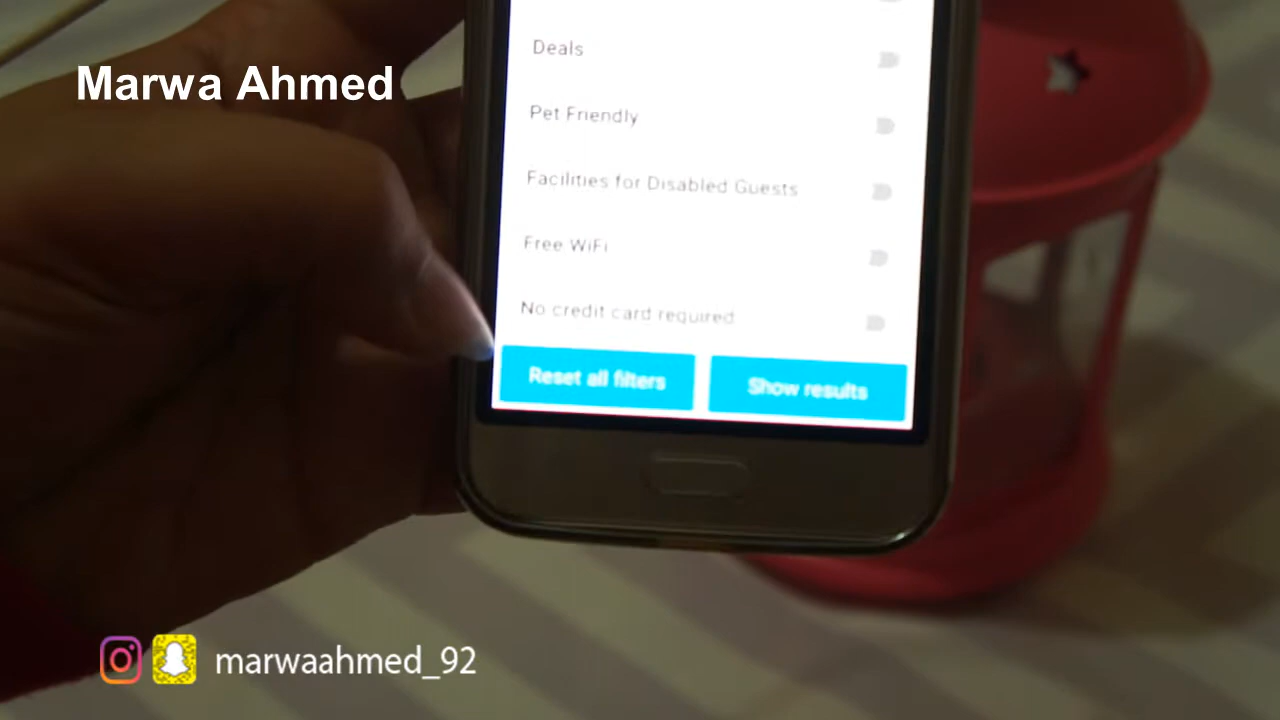 Marwa Ahmed
Deals
Pet Friendly
Facilities for Disabled Guests
Free WiFi
No credit card required
Reset all filters
Show results
marwaahmed_92